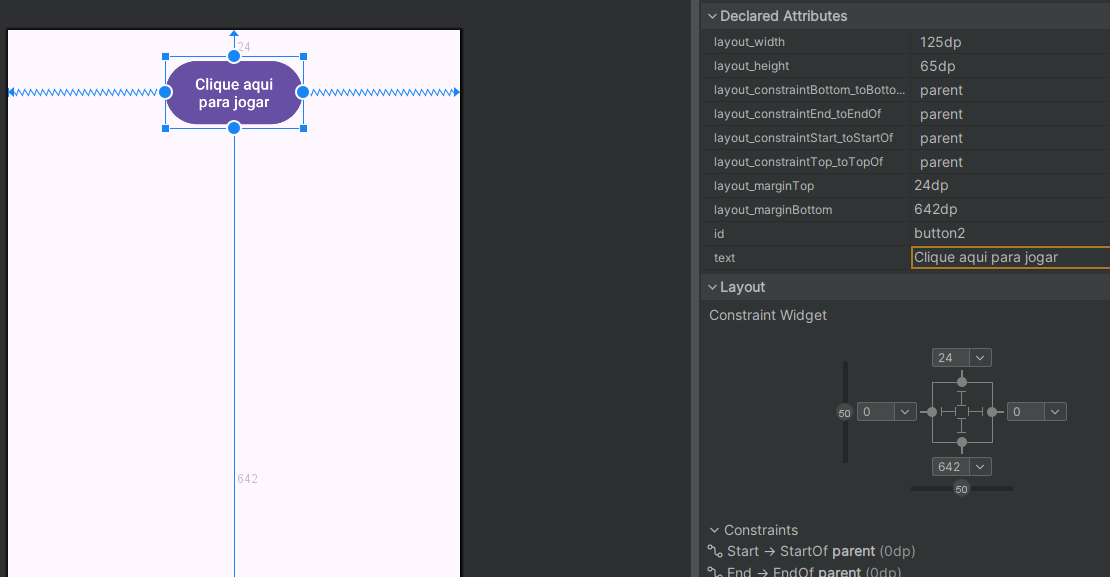 24
Clique aqui
para jogar
642
Declared Attributes
layout_width 125dp
layout_height 65dp
layout_constraintBottom_toBotto... parent
layout_constraintEnd_toEndOf parent
layout_constraintStart_toStartOf parent
layout_constraintTop_toTopOf parent
layout_marginTop 24dp
layout_marginBottom 642dp
id button2
text Clique aqui para jogar
Layout
Constraint Widget
24
50 0 0
642
50
Constraints
Start → StartOf parent (0dp)
End → EndOf parent (0dp)